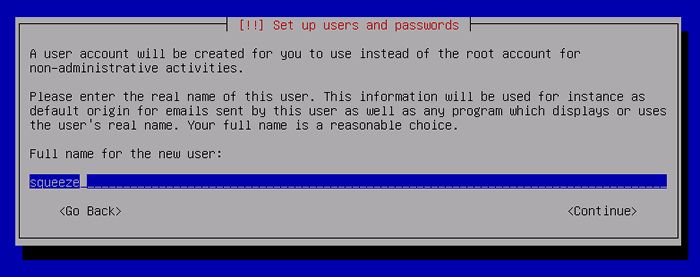 [!!] Set up users and passwords
A user account will be created for you to use instead of the root account for
non-administrative activities.
Please enter the real name of this user. This information will be used for instance as
default origin for emails sent by this user as well as any program which displays or uses
the user's real name. Your full name is a reasonable choice.
Full name for the new user:
squeeze
<Go Back> <Continue>